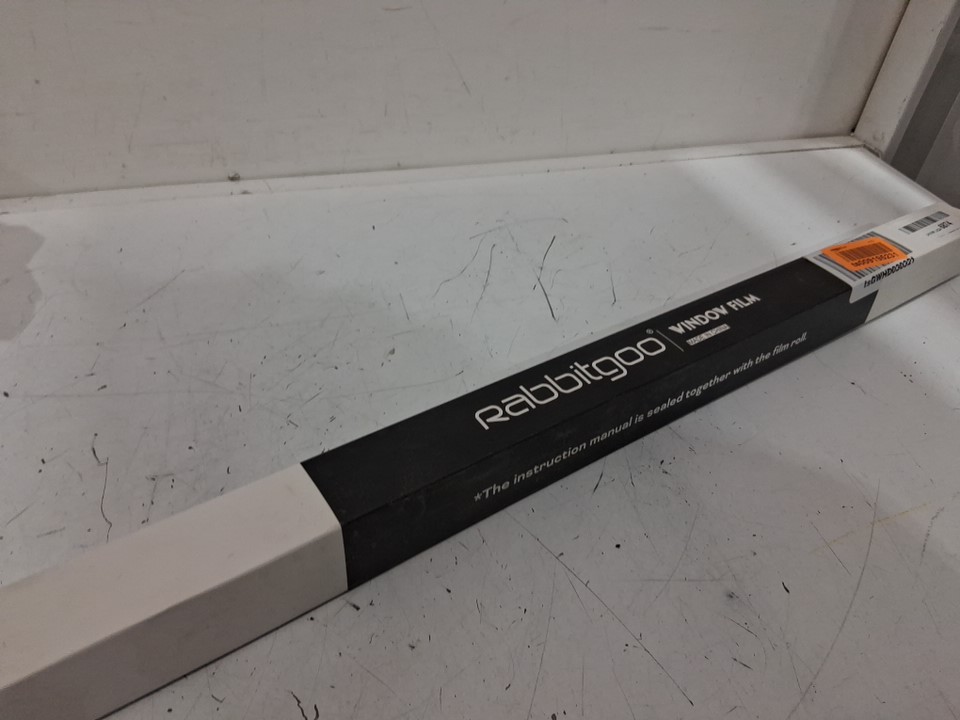 Rabbitgoo®
WINDOW FILM
*The instruction manual is sealed together with the film roll.